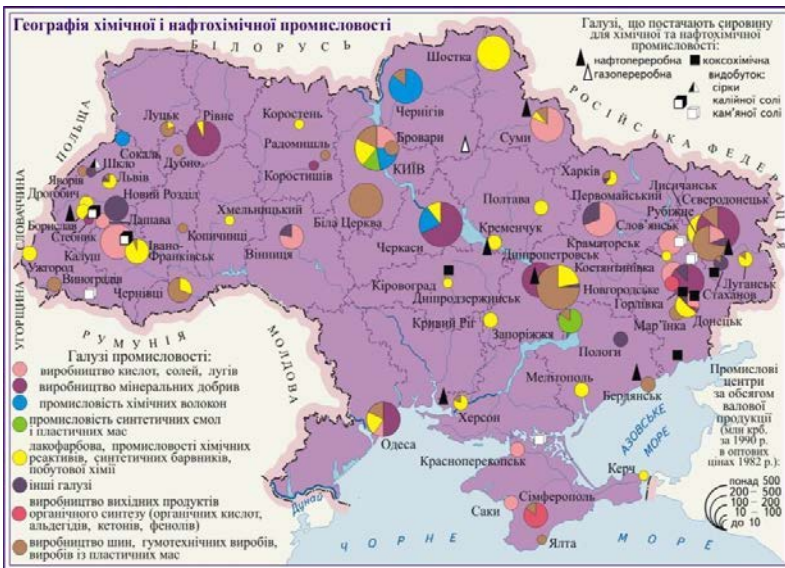 Географія хімічної і нафтохімічної промисловості
Галузі, що постачають сировину
для хімічної та нафтохімічної
промисловості:
нафтопереробна
газопереробна
коксохімічна
видобуток:
сірки
калійної солі
кам'яної солі
БІЛОРУСЬ
РОСІЙСЬКА ФЕДЕРАЦІЯ
ПОЛЬЩА
СЛОВАЧЧИНА
УГОРЩИНА
РУМУНІЯ
МОЛДОВА
Шостка
Чернігів
Суми
Луцьк
Рівне
Коростень
Радомишль
Коростишів
Бровари
КИЇВ
Сокаль
Дубно
Шкло
Яворів
Львів
Дрогобич
Новий Розділ
Борислав
Дашава
Стебник
Калуш
Івано-
Франківськ
Копичинці
Хмельницький
Вінниця
Біла Церква
Ужгород
Виноградів
Чернівці
Черкаси
Полтава
Кременчук
Харків
Первомайський
Слов'янськ
Краматорськ
Лисичанськ
Сєверодонецьк
Рубіжне
Костянтинівка
Новгородське
Горлівка
Луганськ
Стаханов
Мар'їнка
Донецьк
Дніпропетровськ
Кіровоград
Дніпродзержинськ
Кривий Ріг
Запоріжжя
Пологи
Мелітополь
Бердянськ
Херсон
Одеса
Красноперекопськ
Керч
Саки
Сімферополь
Ялта
Дунай
АЗОВСЬКЕ
МОРЕ
ЧОРНЕ МОРЕ
Галузі промисловості:
виробництво кислот, солей, лугів
виробництво мінеральних добрив
промисловість хімічних волокон
промисловість синтетичних смол
і пластичних мас
лакофарбова, промисловості хімічних
реактивів, синтетичних барвників,
побутової хімії
інші галузі
виробництво вихідних продуктів
органічного синтезу (органічних кислот,
альдегідів, кетонів, фенолів)
виробництво шин, гумотехнічних виробів,
виробів із пластичних мас
Промислові
центри
за обсягом
валової
продукції
(млн крб.
за 1990 р.
в оптових
цінах 1982 р.):
понад 500
200 – 500
100 – 200
10 – 100
до 10